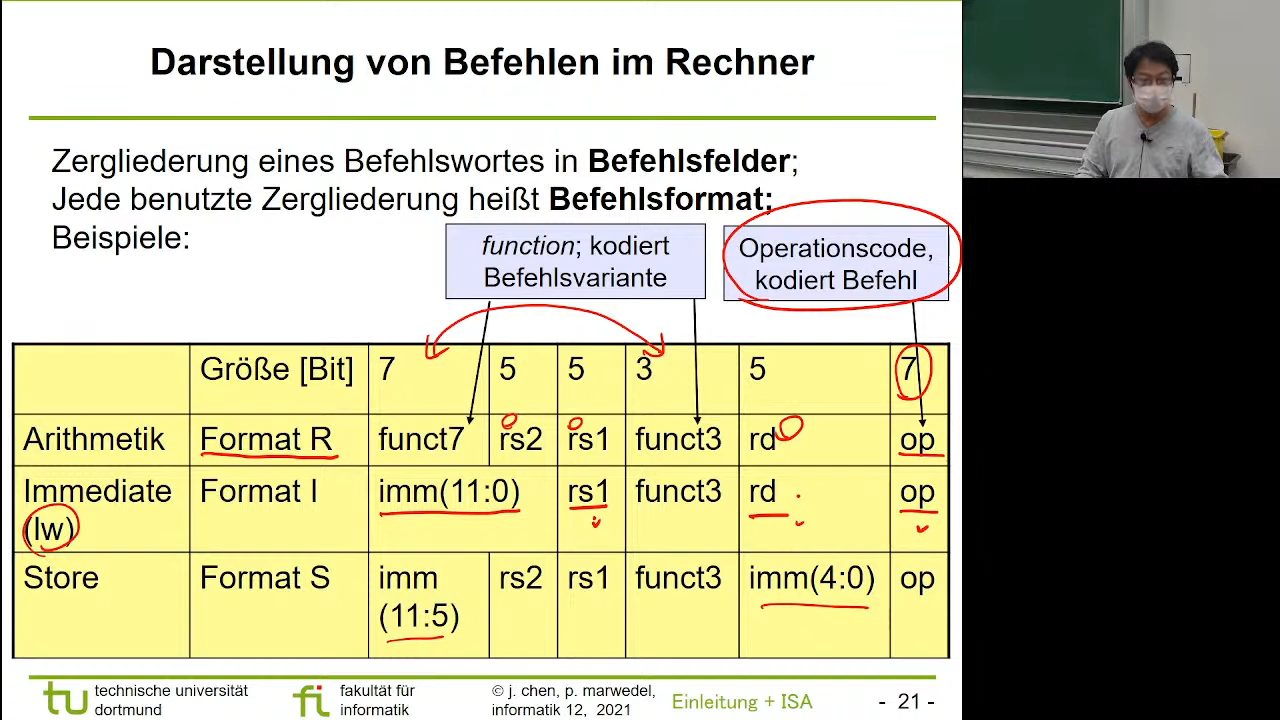 Darstellung von Befehlen im Rechner
Zergliederung eines Befehlswortes in Befehlsfelder;
Jede benutzte Zergliederung heißt Befehlsformat;
Beispiele:
function; kodiert
Befehlsvariante
Operationscode,
kodiert Befehl
Größe [Bit] 7 5 5 3 5 7
Arithmetik Format R funct7 rs2 rs1 funct3 rd op
Immediate Format I imm(11:0) rs1 funct3 rd op
(lw)
Store Format S imm rs2 rs1 funct3 imm(4:0) op
(11:5)
tu technische universität
dortmund
fi fakultät für
informatik
© j. chen, p. marwedel,
informatik 12, 2021
Einleitung + ISA
- 21 -